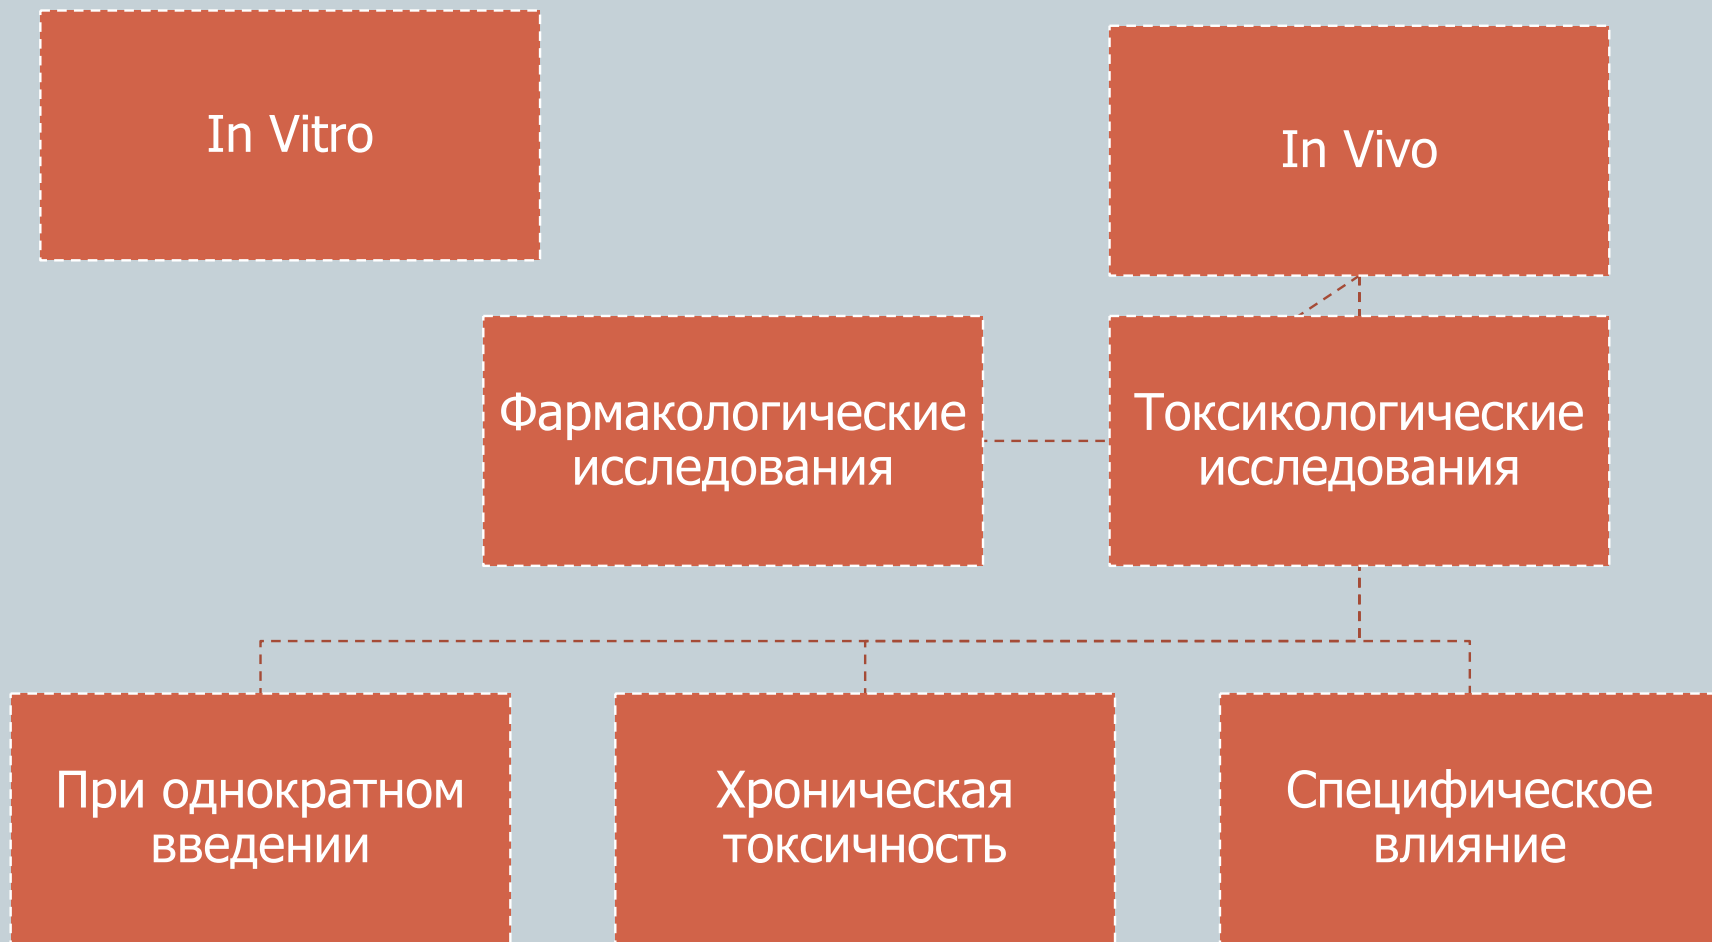 In Vitro
In Vivo
Фармакологические
исследования
Токсикологические
исследования
При однократном
введении
Хроническая
токсичность
Специфическое
влияние